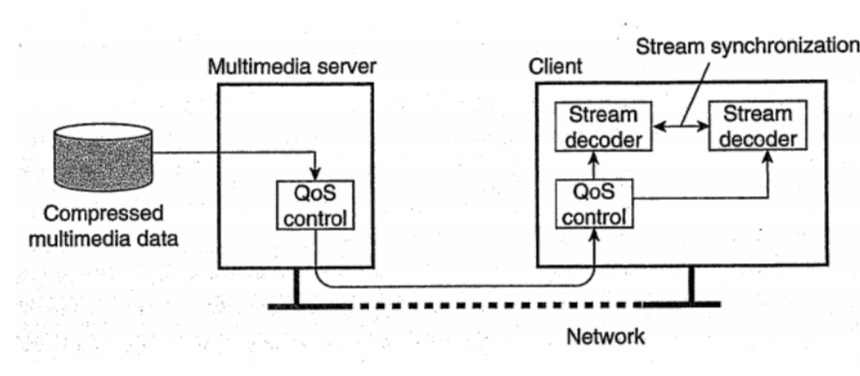 Stream synchronization
Multimedia server
Client
Stream
decoder
Stream
decoder
QoS
control
QoS
control
Compressed
multimedia data
Network